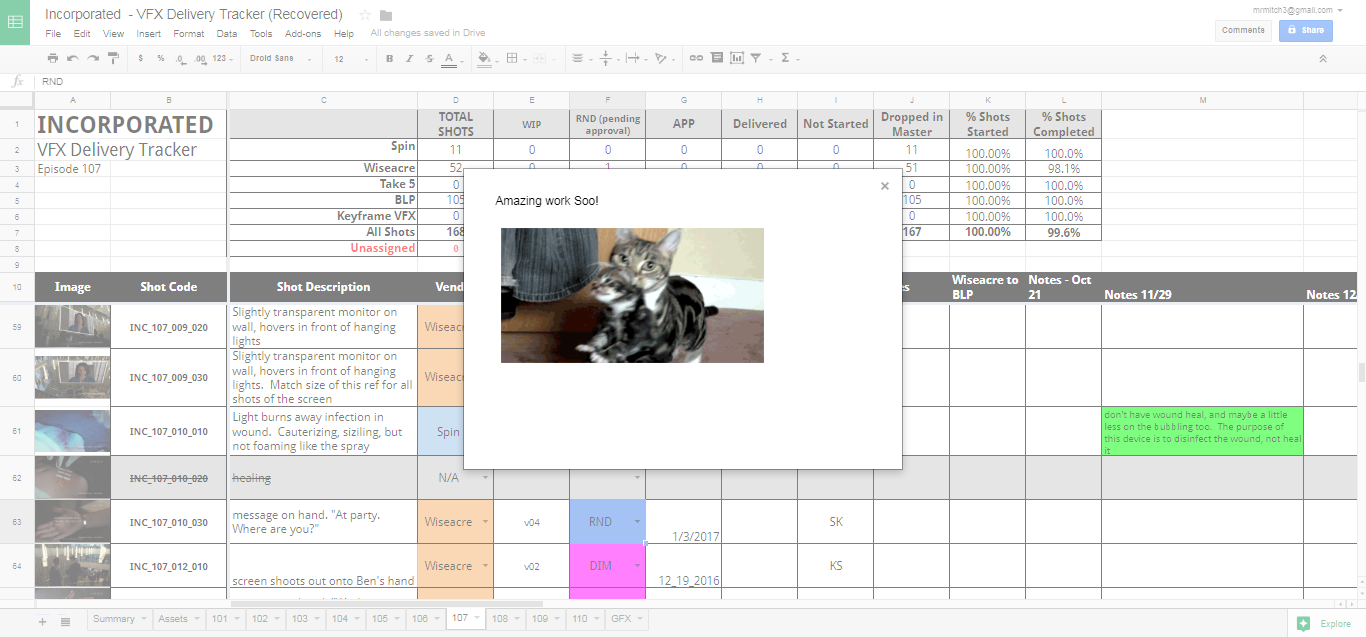 Incorporated - VFX Delivery Tracker (Recovered)
mrmitch3@gmail.com
File Edit View Insert Format Data Tools Add-ons Help All changes saved in Drive
Comments Share
$ % .0 .00 123 Droid Sans 12 B I S A Σ
fx RND
A B C D E F G H I J K L M
1 INCORPORATED TOTAL SHOTS WIP RND (pending approval) APP Delivered Not Started Dropped in Master % Shots Started % Shots Completed
2 VFX Delivery Tracker Spin 11 0 0 0 0 0 11 100.00% 100.0%
3 Episode 107 Wiseacre 52 0 1 0 0 0 51 100.00% 98.1%
4 Take 5 0 0 100.00% 100.0%
5 BLP 105 105 100.00% 100.0%
6 Keyframe VFX 0 0 100.00% 100.0%
7 All Shots 168 167 100.00% 99.6%
8 Unassigned 0
9
Amazing work Soo!
10 Image Shot Code Shot Description Vend es Wiseacre to BLP Notes - Oct 21 Notes 11/29 Notes 12
59 INC_107_009_020 Slightly transparent monitor on
wall, hovers in front of hanging
lights
Wiseacr
60 INC_107_009_030 Slightly transparent monitor on
wall, hovers in front of hanging
lights. Match size of this ref for all
shots of the screen
Wiseacr
61 INC_107_010_010 Light burns away infection in
wound. Cauterizing, siziling, but
not foaming like the spray
Spin
don't have wound heal, and maybe a little
less on the bubbling too. The purpose of
this device is to disinfect the wound, not heal
it
62 INC_107_010_020 healing N/A
63 INC_107_010_030 message on hand. "At party.
Where are you?"
Wiseacre v04 RND 1/3/2017 SK
64 INC_107_012_010 screen shoots out onto Ben's hand Wiseacre v02 DIM 12_19_2016 KS
Summary Assets 101 102 103 104 105 106 107 108 109 110 GFX
Explore